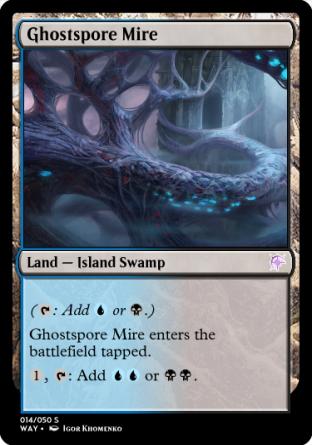 Ghostspore Mire
Land — Island Swamp
( : Add or .)
Ghostspore Mire enters the
battlefield tapped.
1, : Add or .
014/050 S
WAY • Igor Khomenko